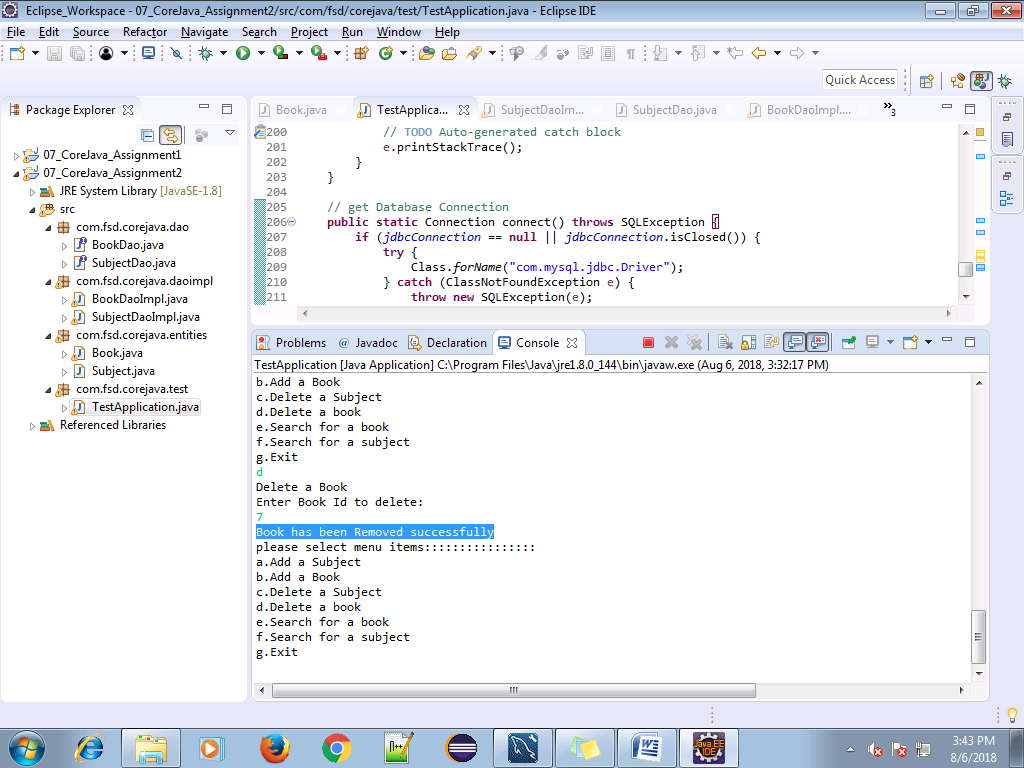 Eclipse_Workspace - 07_CoreJava_Assignment2/src/com/fsd/corejava/test/TestApplication.java - Eclipse IDE
File Edit Source Refactor Navigate Search Project Run Window Help
Quick Access
Package Explorer
07_CoreJava_Assignment1
07_CoreJava_Assignment2
JRE System Library [JavaSE-1.8]
src
com.fsd.corejava.dao
BookDao.java
SubjectDao.java
com.fsd.corejava.daoimpl
BookDaoImpl.java
SubjectDaoImpl.java
com.fsd.corejava.entities
Book.java
Subject.java
com.fsd.corejava.test
TestApplication.java
Referenced Libraries
Book.java TestApplica... SubjectDaoIm... SubjectDao.java BookDaoImpl.... »3
200 // TODO Auto-generated catch block
201 e.printStackTrace();
202 }
203 }
204
205 // get Database Connection
206 public static Connection connect() throws SQLException {
207 if (jdbcConnection == null || jdbcConnection.isClosed()) {
208 try {
209 Class.forName("com.mysql.jdbc.Driver");
210 } catch (ClassNotFoundException e) {
211 throw new SQLException(e);
Problems @ Javadoc Declaration Console
TestApplication [Java Application] C:\Program Files\Java\jre1.8.0_144\bin\javaw.exe (Aug 6, 2018, 3:32:17 PM)
b.Add a Book
c.Delete a Subject
d.Delete a book
e.Search for a book
f.Search for a subject
g.Exit
d
Delete a Book
Enter Book Id to delete:
7
Book has been Removed successfully
please select menu items::::::::::::::::
a.Add a Subject
b.Add a Book
c.Delete a Subject
d.Delete a book
e.Search for a book
f.Search for a subject
g.Exit
n++
W
Java EE
IDE
3:43 PM
8/6/2018